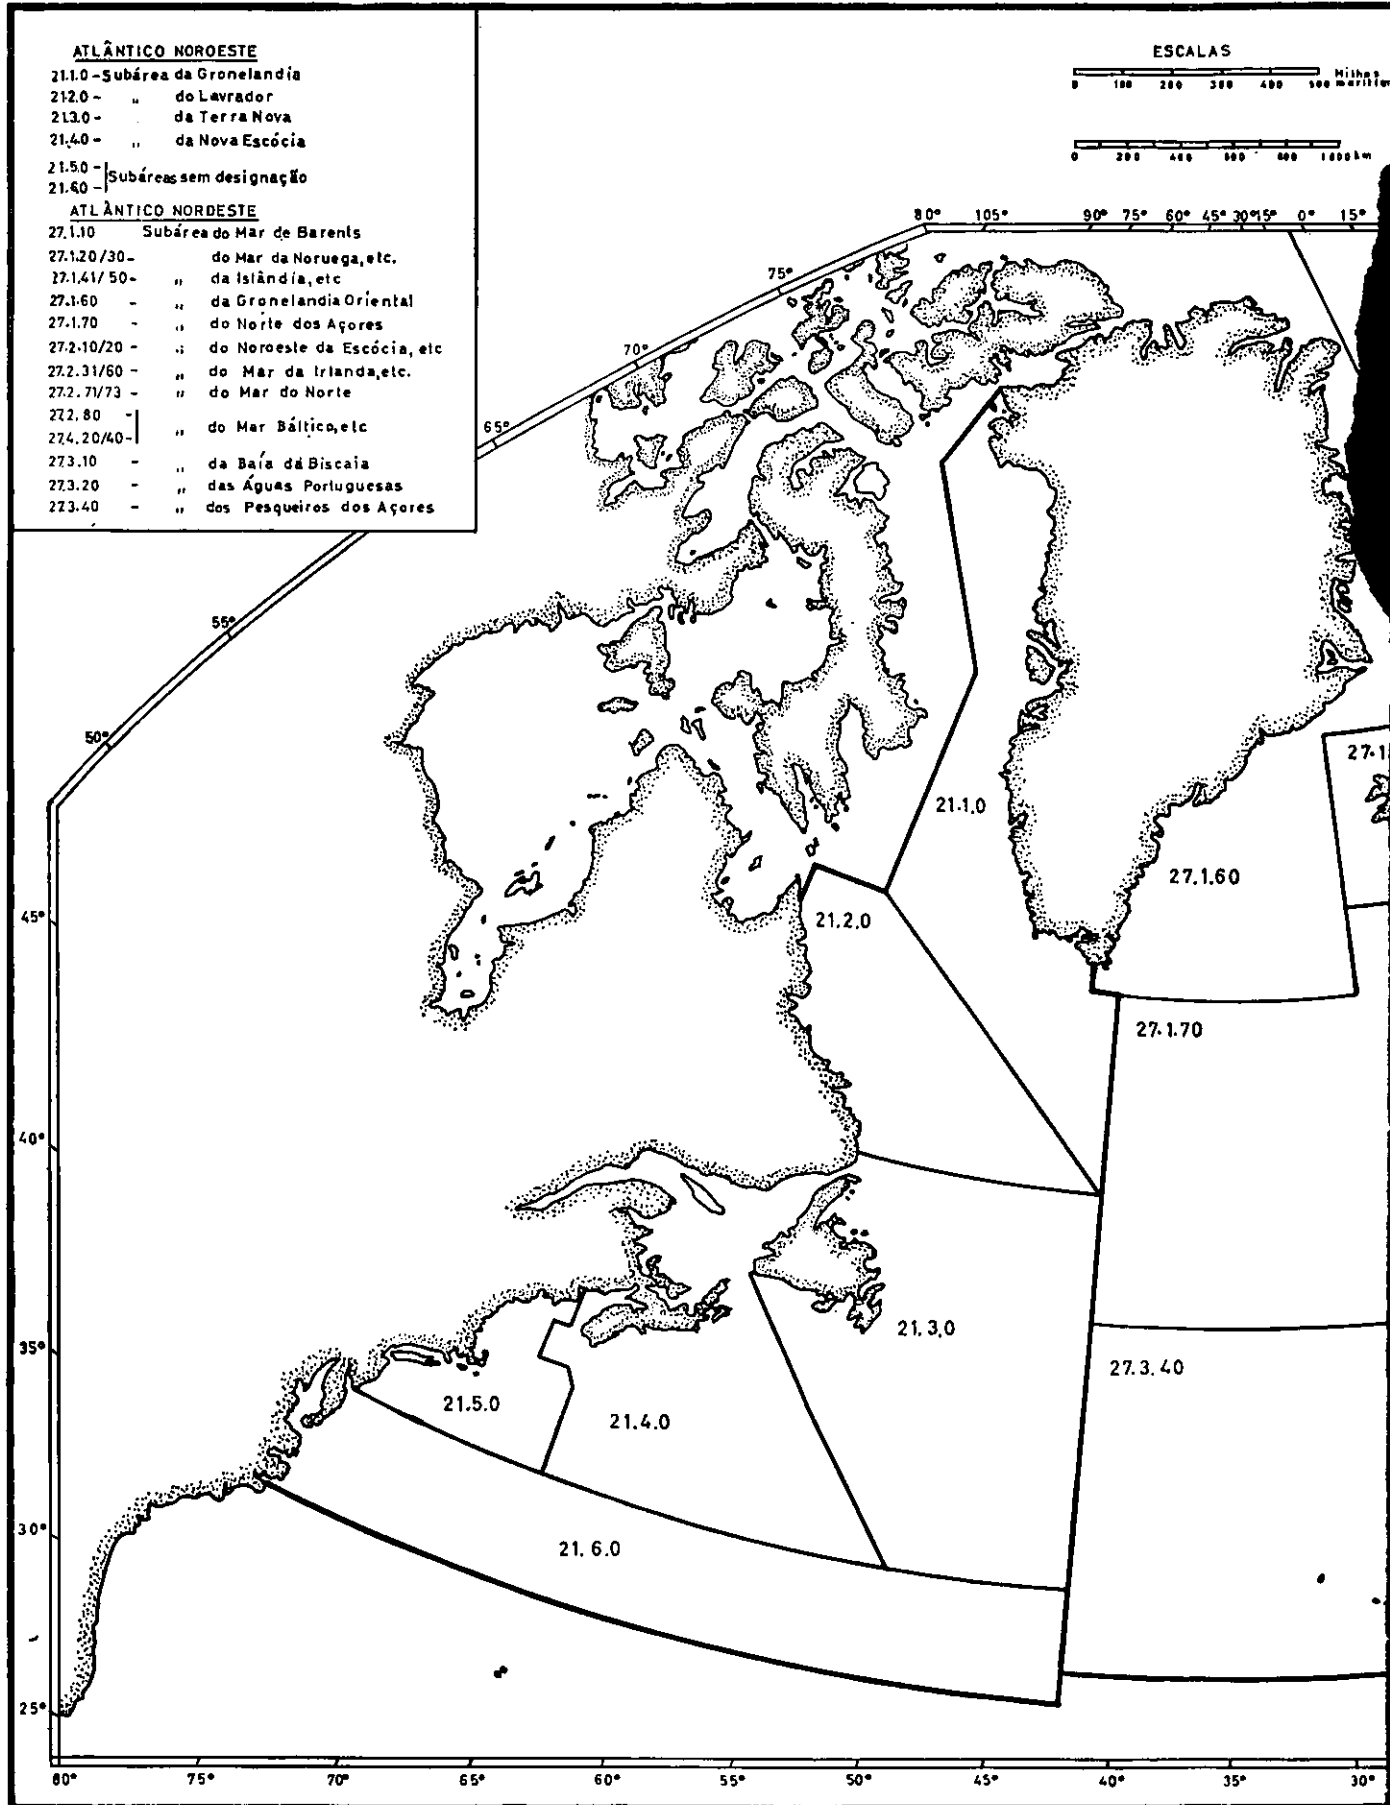 ATLÂNTICO NOROESTE
21.1.0 - Subárea da Gronelandia
21.2.0 - " do Lavrador
21.3.0 - da Terra Nova
21.4.0 - " da Nova Escócia
21.5.0 -
21.6.0 - Subáreas sem designação
ATLÂNTICO NORDESTE
27.1.10 Subárea do Mar de Barents
27.1.20/30 - do Mar da Noruega, etc.
27.1.41/50 - " da Islândia, etc
27.1.60 - " da Gronelandia Oriental
27.1.70 - " do Norte dos Açores
27.2.10/20 - " do Noroeste da Escócia, etc
27.2.31/60 - " do Mar da Irlanda, etc.
27.2.71/73 - " do Mar do Norte
27.2.80 -
27.4.20/40 - " do Mar Báltico, etc
27.3.10 - " da Baía da Biscaia
27.3.20 - " das Águas Portuguesas
27.3.40 - " dos Pesqueiros dos Açores
ESCALAS
0 100 200 300 400 500 Milhas
0 200 400 600 800 1000 km
80° 105° 90° 75° 60° 45° 30° 15° 0° 15°
75°
70°
65°
55°
50°
27.1
21.1.0
27.1.60
45°
21.2.0
27.1.70
40°
21.3.0
35°
27.3.40
21.5.0
21.4.0
30°
21.6.0
25°
80° 75° 70° 65° 60° 55° 50° 45° 40° 35° 30°